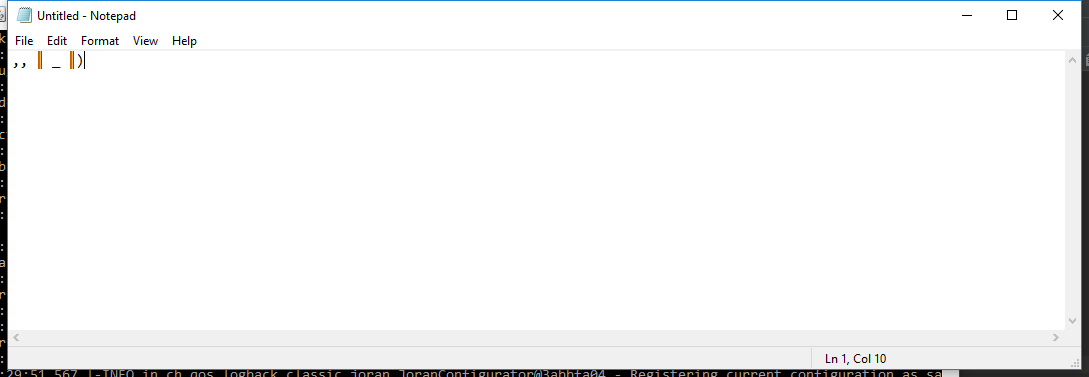 Untitled - Notepad
File Edit Format View Help
,, ‖ _ ‖)
Ln 1, Col 10
:29:51,567 |-INFO in ch.qos.logback.classic.joran.JoranConfigurator@3abbfa04 - Registering current configuration as sa